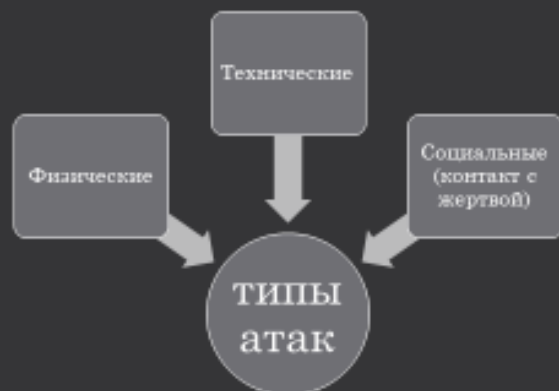 Технические
Физические
Социальные
(контакт с
жертвой)
типы
атак